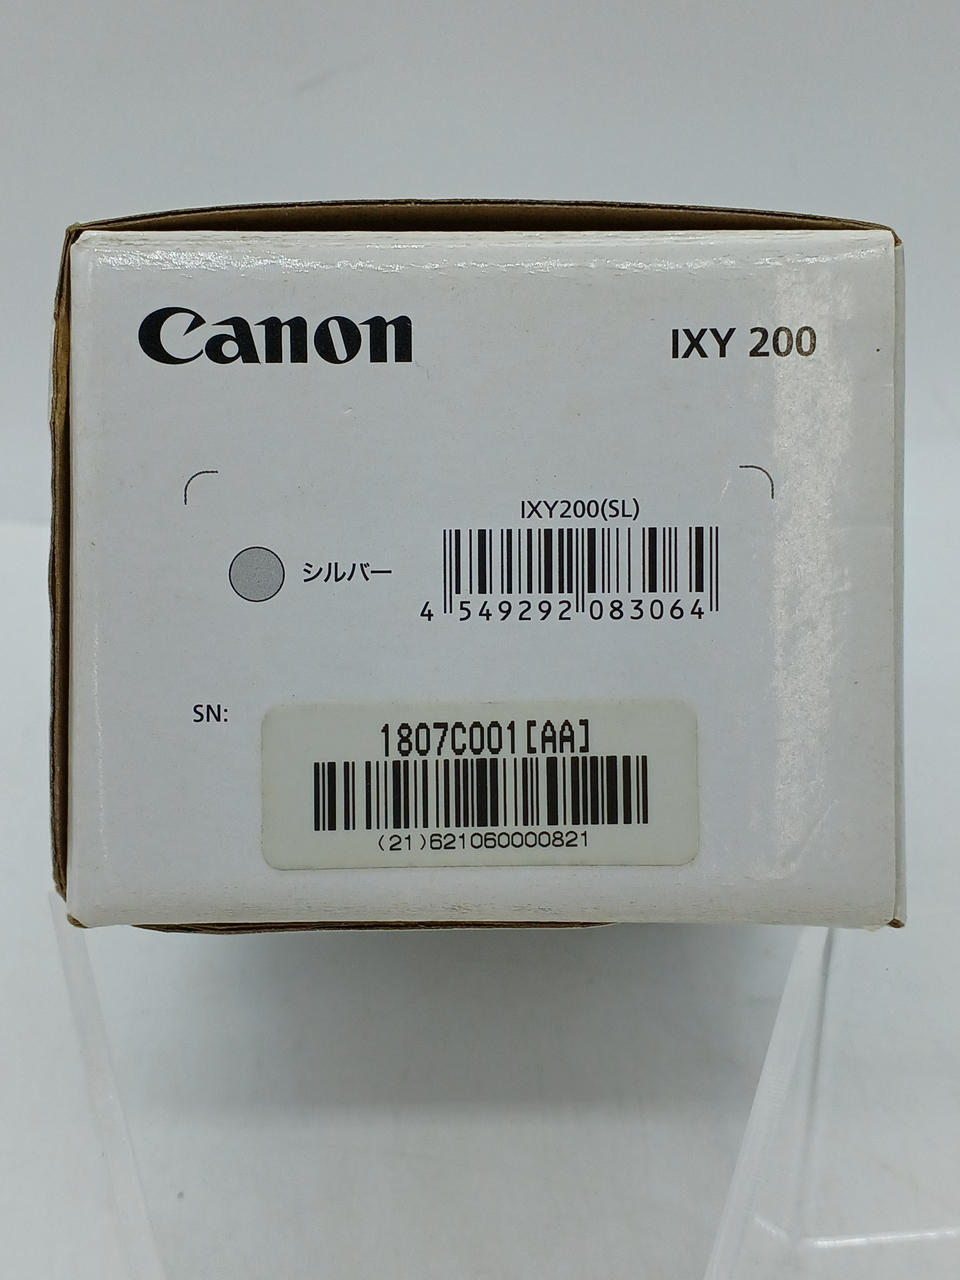 Canon
IXY 200
IXY200(SL)
シルバー
4 549292 083064
SN:
1807C001[AA]
(21)621060000821